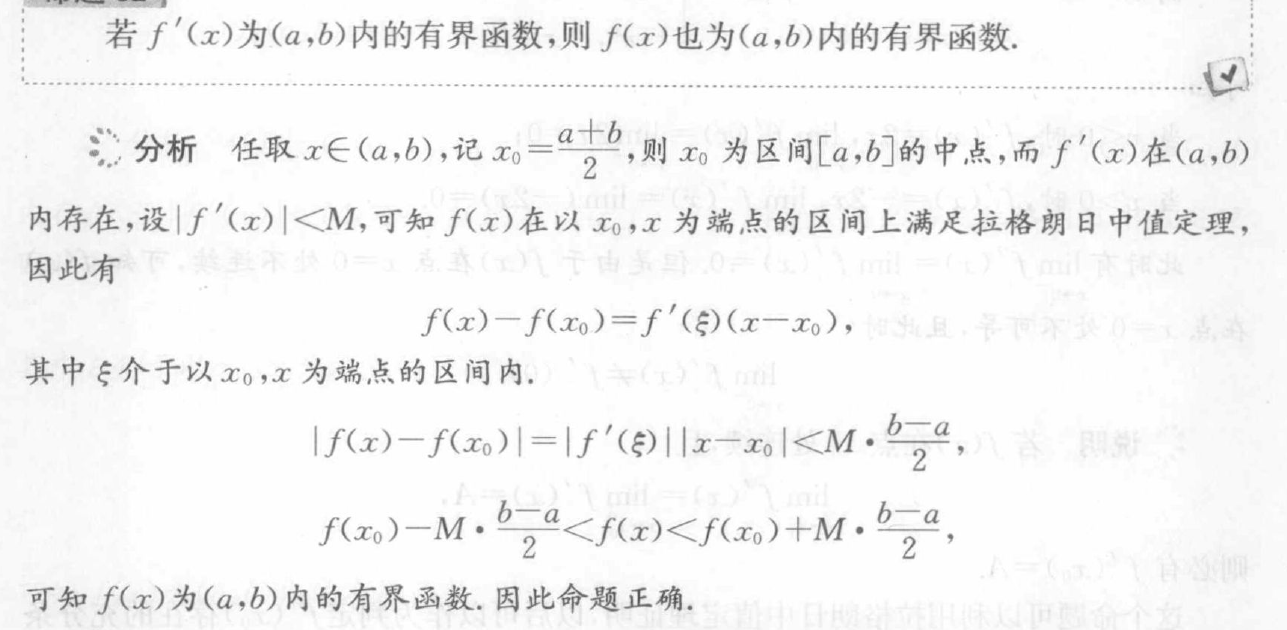 若 f′(x)为(a,b)内的有界函数,则 f(x)也为(a,b)内的有界函数.
分析 任取 x∈(a,b),记 x₀=\frac{a+b}{2},则 x₀ 为区间[a,b]的中点,而 f′(x)在(a,b)
内存在,设|f′(x)|<M,可知 f(x)在以 x₀,x 为端点的区间上满足拉格朗日中值定理,
因此有
f(x)-f(x₀)=f′(ξ)(x-x₀),
其中 ξ 介于以 x₀,x 为端点的区间内.
|f(x)-f(x₀)|=|f′(ξ)||x-x₀|<M·\frac{b-a}{2},
f(x₀)-M·\frac{b-a}{2}<f(x)<f(x₀)+M·\frac{b-a}{2},
可知 f(x)为(a,b)内的有界函数. 因此命题正确.